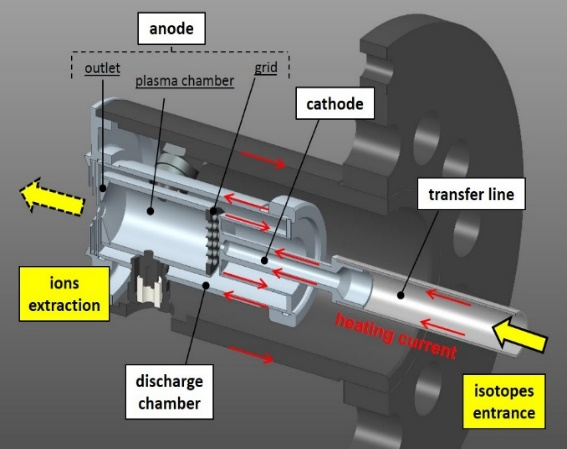 anode
outlet
plasma chamber
grid
cathode
transfer line
ions
extraction
heating current
discharge
chamber
isotopes
entrance